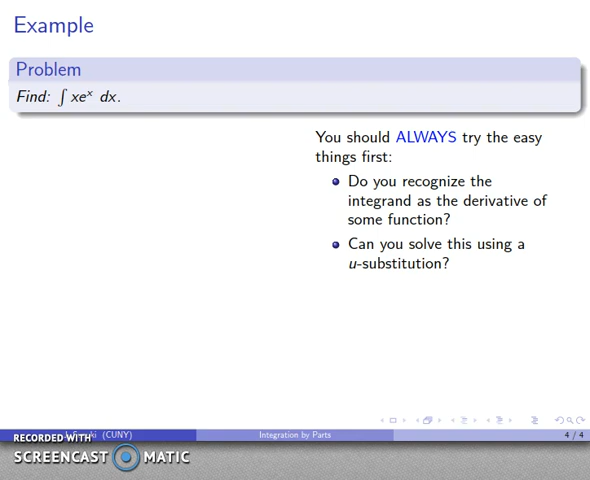 Example
Problem
Find: ∫ xeˣ dx.
You should ALWAYS try the easy
things first:
Do you recognize the
integrand as the derivative of
some function?
Can you solve this using a
u-substitution?
(CUNY)
Integration by Parts
4 / 4
RECORDED WITH
SCREENCAST MATIC